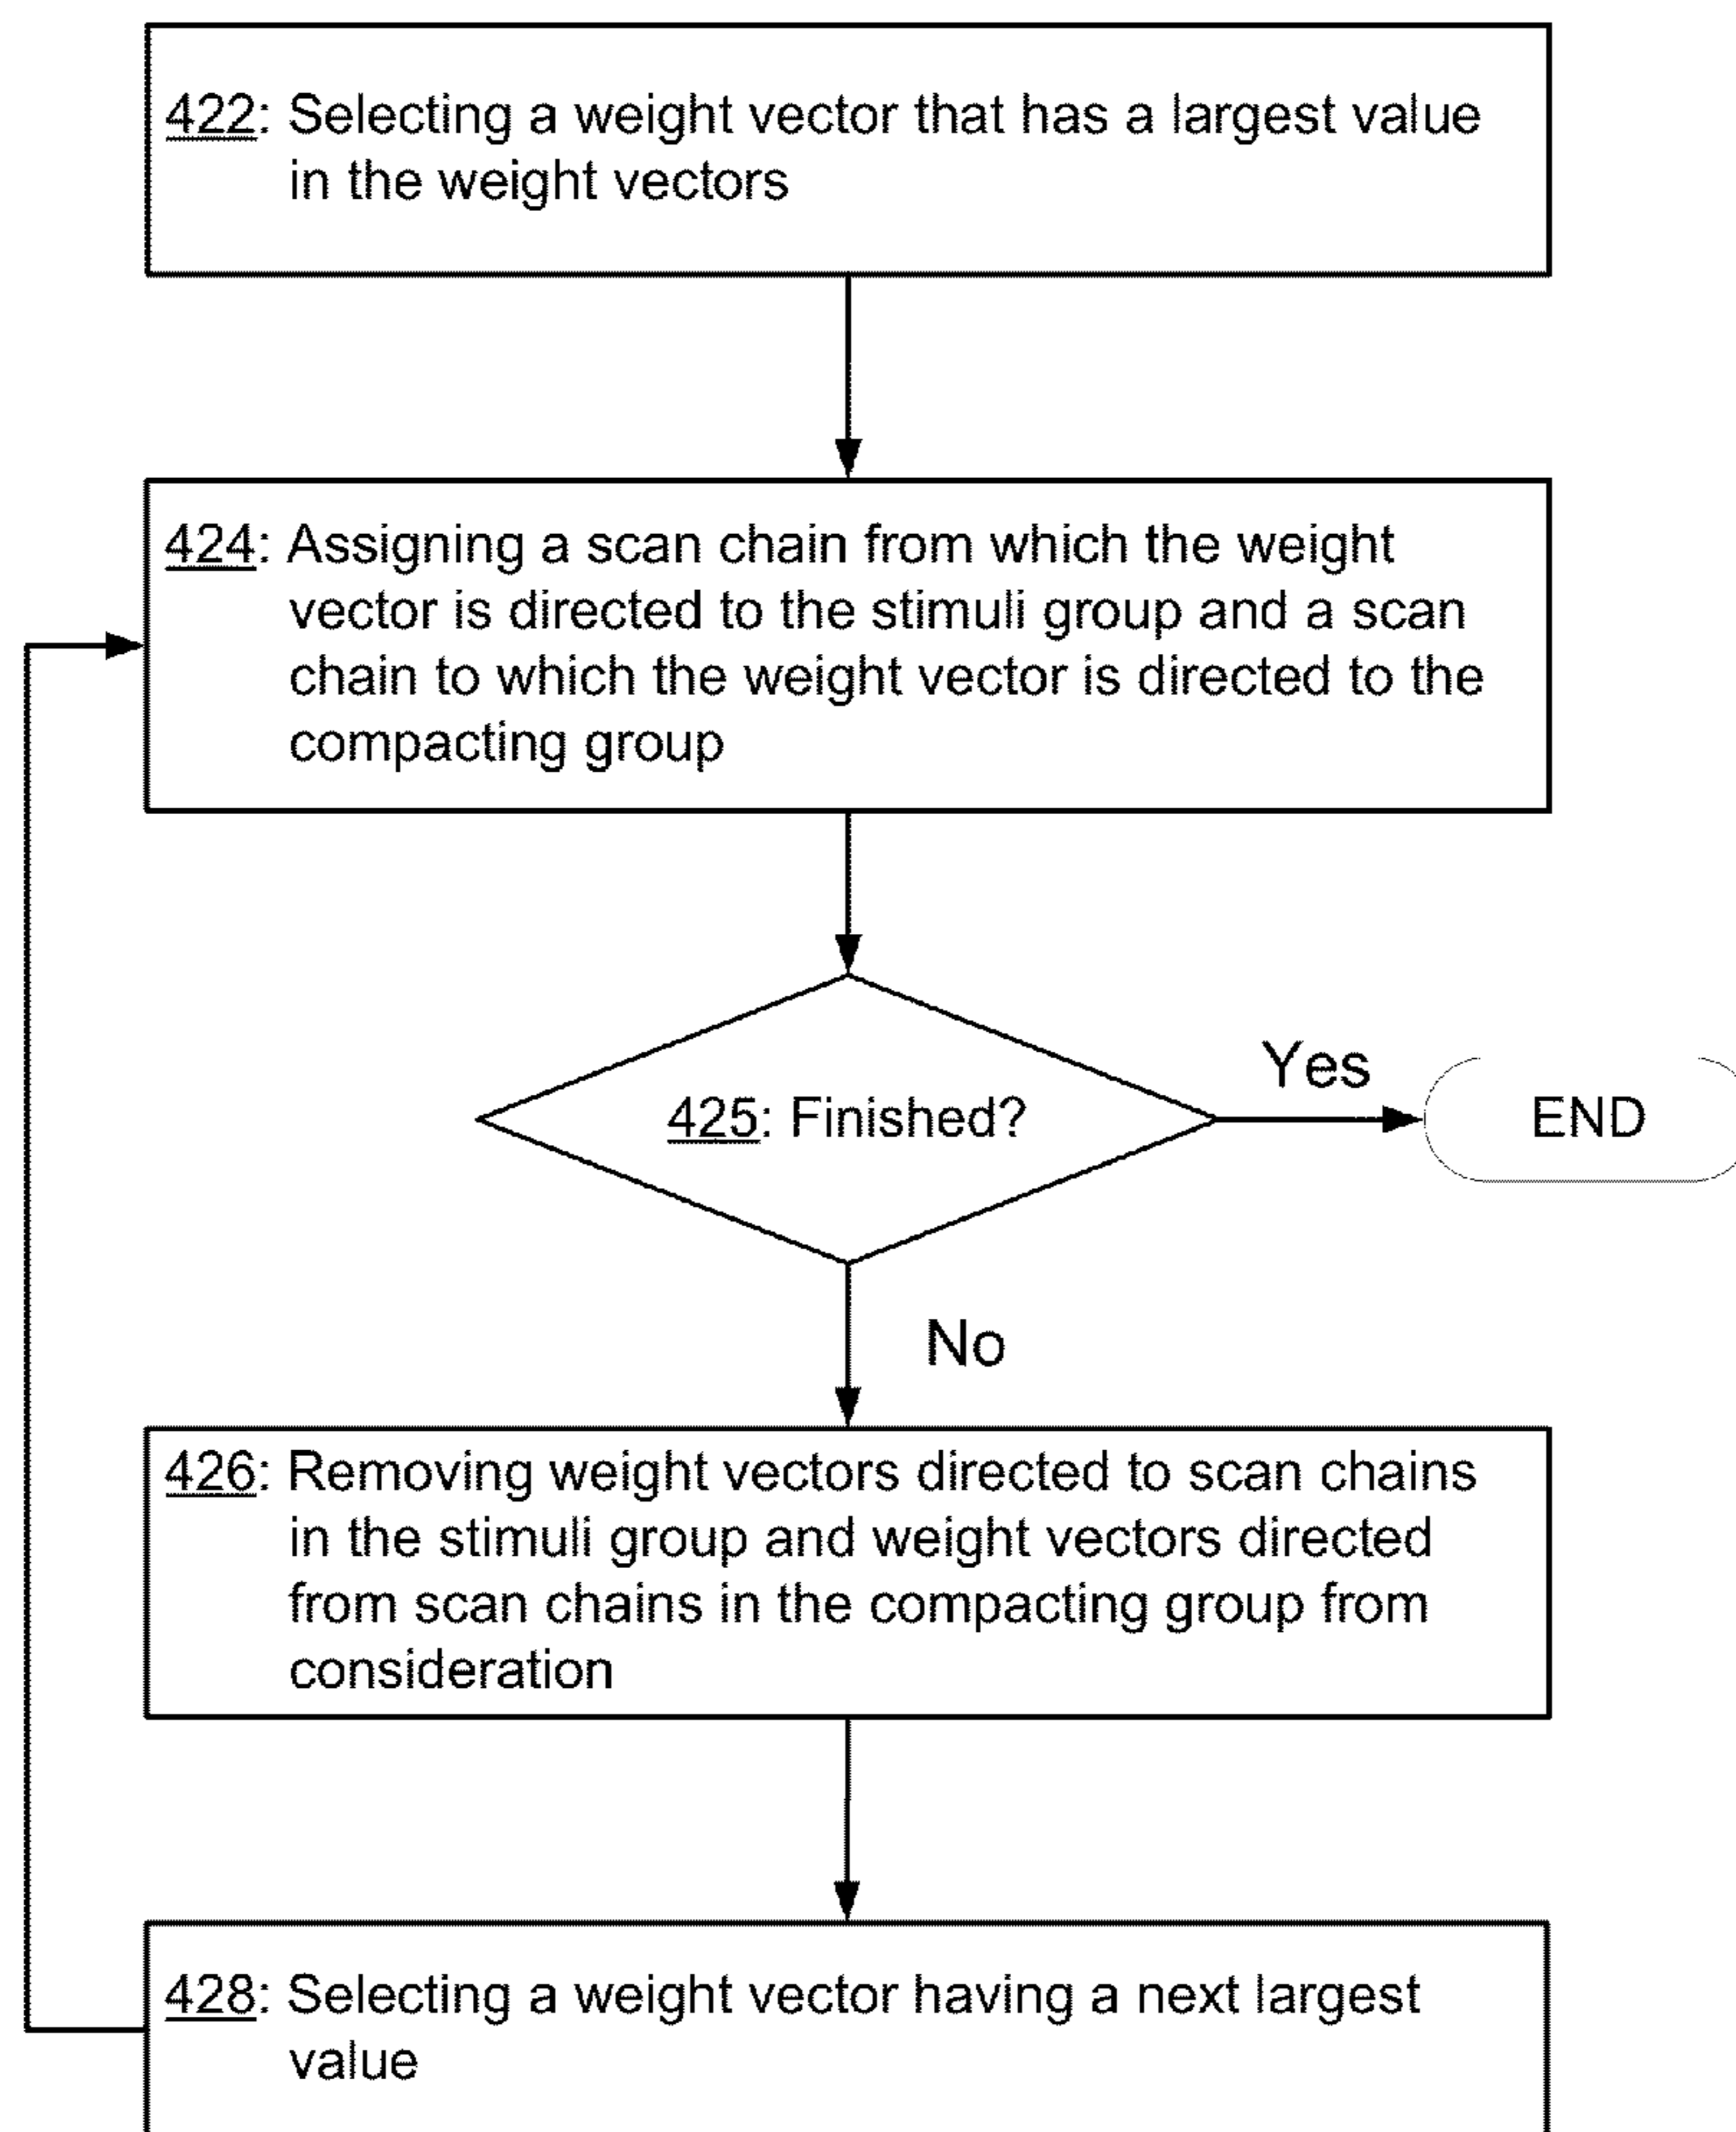 422: Selecting a weight vector that has a largest value
in the weight vectors
424: Assigning a scan chain from which the weight
vector is directed to the stimuli group and a scan
chain to which the weight vector is directed to the
compacting group
425: Finished?
Yes
END
No
426: Removing weight vectors directed to scan chains
in the stimuli group and weight vectors directed
from scan chains in the compacting group from
consideration
428: Selecting a weight vector having a next largest
value